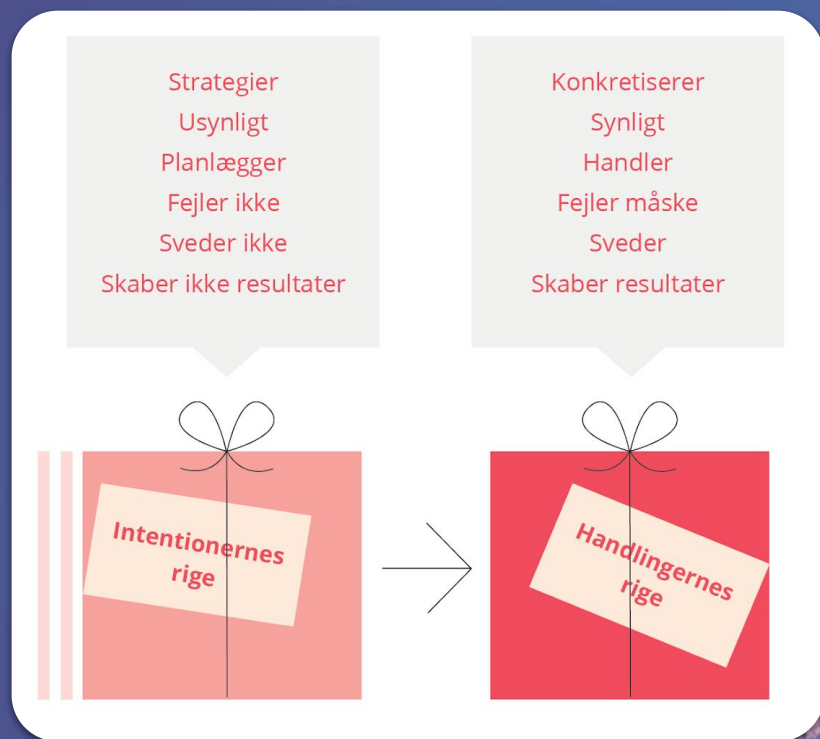 Strategier
Usynligt
Planlægger
Fejler ikke
Sveder ikke
Skaber ikke resultater
Konkretiserer
Synligt
Handler
Fejler måske
Sveder
Skaber resultater
Intentionernes
rige
Handlingernes
rige